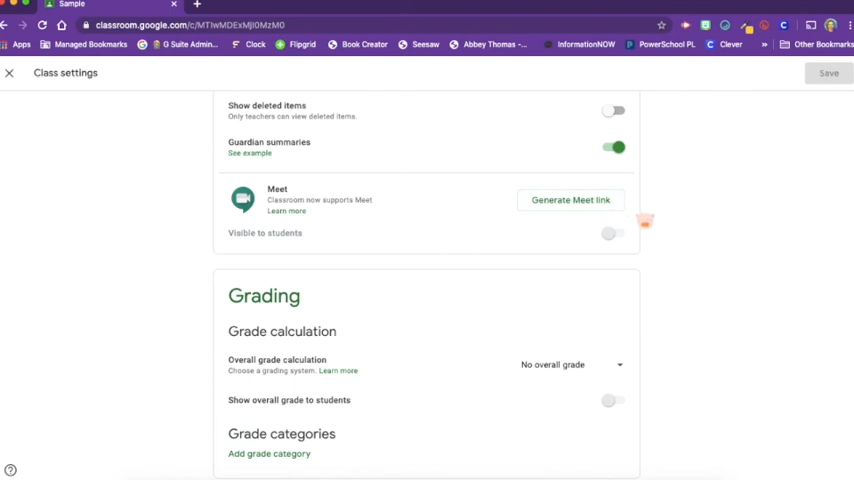 Sample
classroom.google.com/c/MTIwMDExMjI0MzM0
Apps Managed Bookmarks G Suite Admin... Clock Flipgrid Book Creator Seesaw Abbey Thomas -... InformationNOW PowerSchool PL Clever » Other Bookmarks
Class settings Save
Show deleted items
Only teachers can view deleted items.
Guardian summaries
See example
Meet
Classroom now supports Meet
Learn more
Generate Meet link
Visible to students
Grading
Grade calculation
Overall grade calculation
Choose a grading system. Learn more
No overall grade
Show overall grade to students
Grade categories
Add grade category